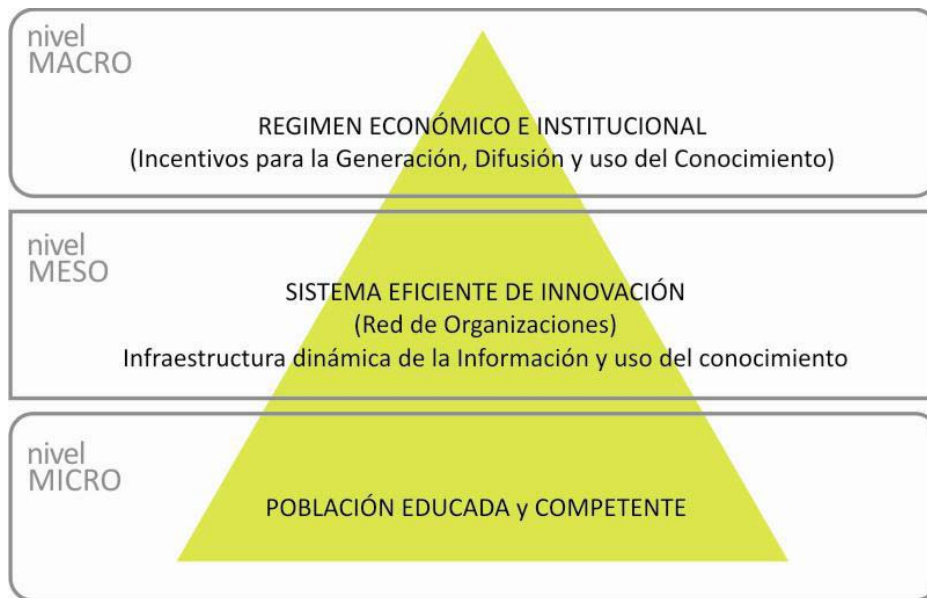 nivel
MACRO
REGIMEN ECONÓMICO E INSTITUCIONAL
(Incentivos para la Generación, Difusión y uso del Conocimiento)
nivel
MESO
SISTEMA EFICIENTE DE INNOVACIÓN
(Red de Organizaciones)
Infraestructura dinámica de la Información y uso del conocimiento
nivel
MICRO
POBLACIÓN EDUCADA y COMPETENTE